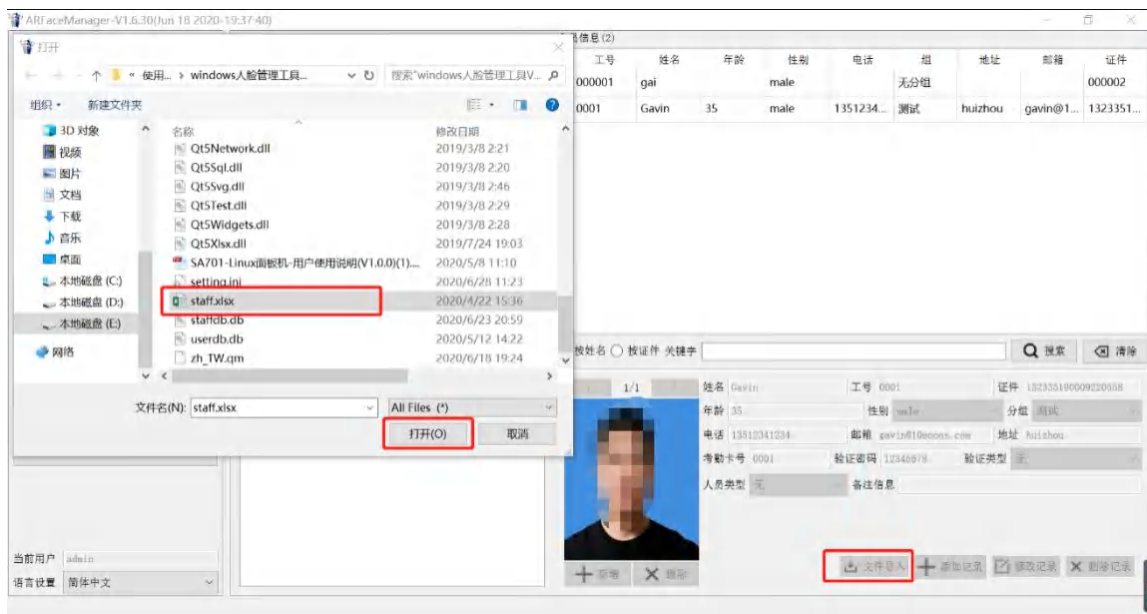 ARFaceManager-V1.6.30(Jun 18 2020-19:37:40)
打开
« 使用... › windows人脸管理工具...
搜索"windows人脸管理工具V...
组织
新建文件夹
3D 对象
视频
图片
文档
下载
音乐
桌面
本地磁盘 (C:)
本地磁盘 (D:)
本地磁盘 (E:)
网络
名称 修改日期
Qt5Network.dll 2019/3/8 2:21
Qt5Sql.dll 2019/3/8 2:20
Qt5Svg.dll 2019/3/8 2:46
Qt5Test.dll 2019/3/8 2:29
Qt5Widgets.dll 2019/3/8 2:28
Qt5Xlsx.dll 2019/7/24 19:03
SA701-Linux面板机-用户使用说明(V1.0.0)(1).... 2020/5/8 11:10
setting.ini 2020/6/28 11:23
staff.xlsx 2020/4/22 15:36
staffdb.db 2020/6/23 20:59
userdb.db 2020/5/12 14:22
zh_TW.qm 2020/6/18 19:24
文件名(N): staff.xlsx All Files (*)
打开(O) 取消
员信息(2)
工号 姓名 年龄 性别 电话 组 地址 邮箱 证件
000001 gai male 无分组 000002
0001 Gavin 35 male 1351234... 测试 huizhou gavin@1... 1323351...
按姓名 按证件 关键字 搜索 清除
1/1
姓名 Gavin 工号 0001 证件
年龄 35 性别 male 分组 测试
电话 13512341234 邮箱 地址 huizhou
考勤卡号 0001 验证密码 12345678 验证类型 无
人员类型 无 备注信息
文件导入 添加记录 修改记录 删除记录
新增 删除
当前用户 admin
语言设置 简体中文